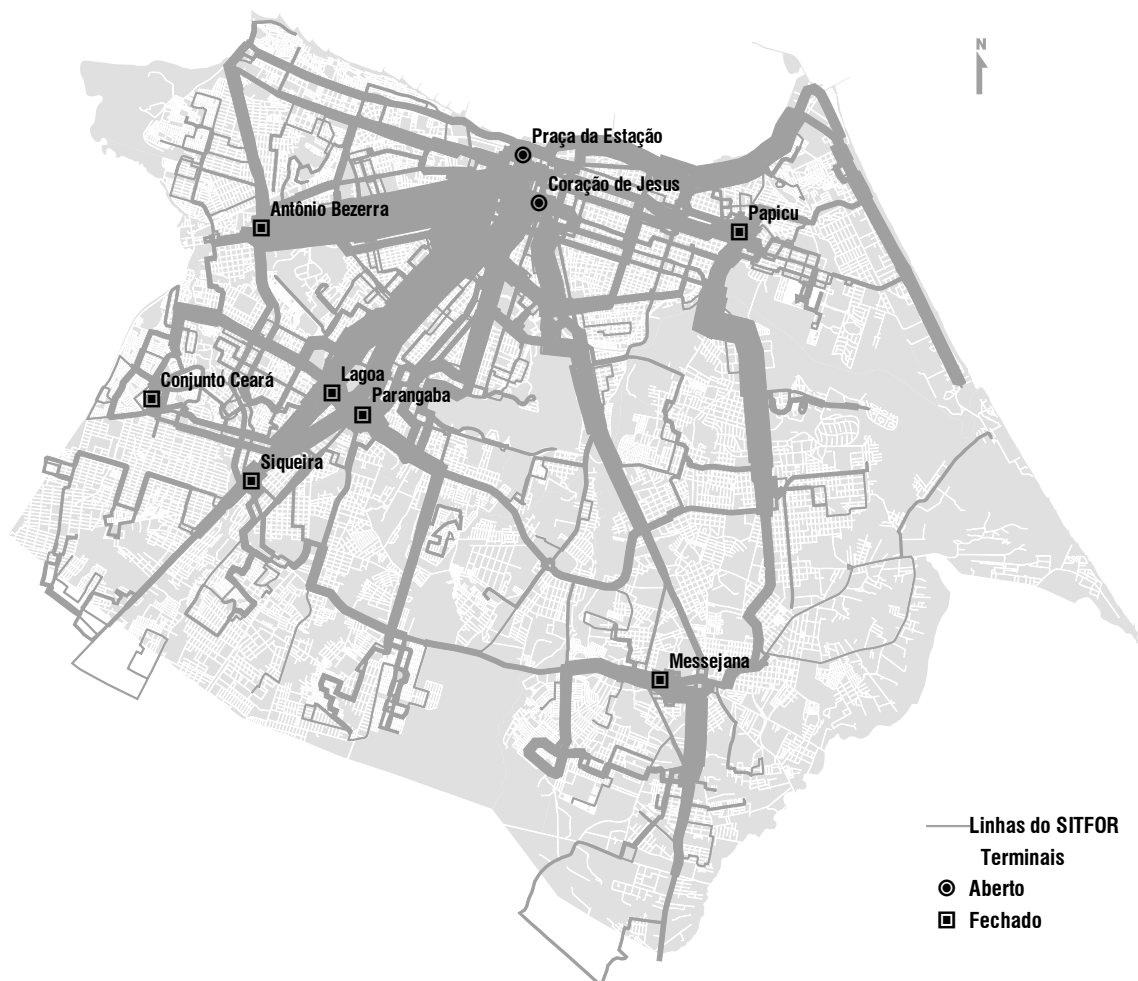 N
Praça da Estação
Coração de Jesus
Antônio Bezerra
Papicu
Lagoa
Conjunto Ceará
Parangaba
Siqueira
Messejana
Linhas do SITFOR
Terminais
Aberto
Fechado